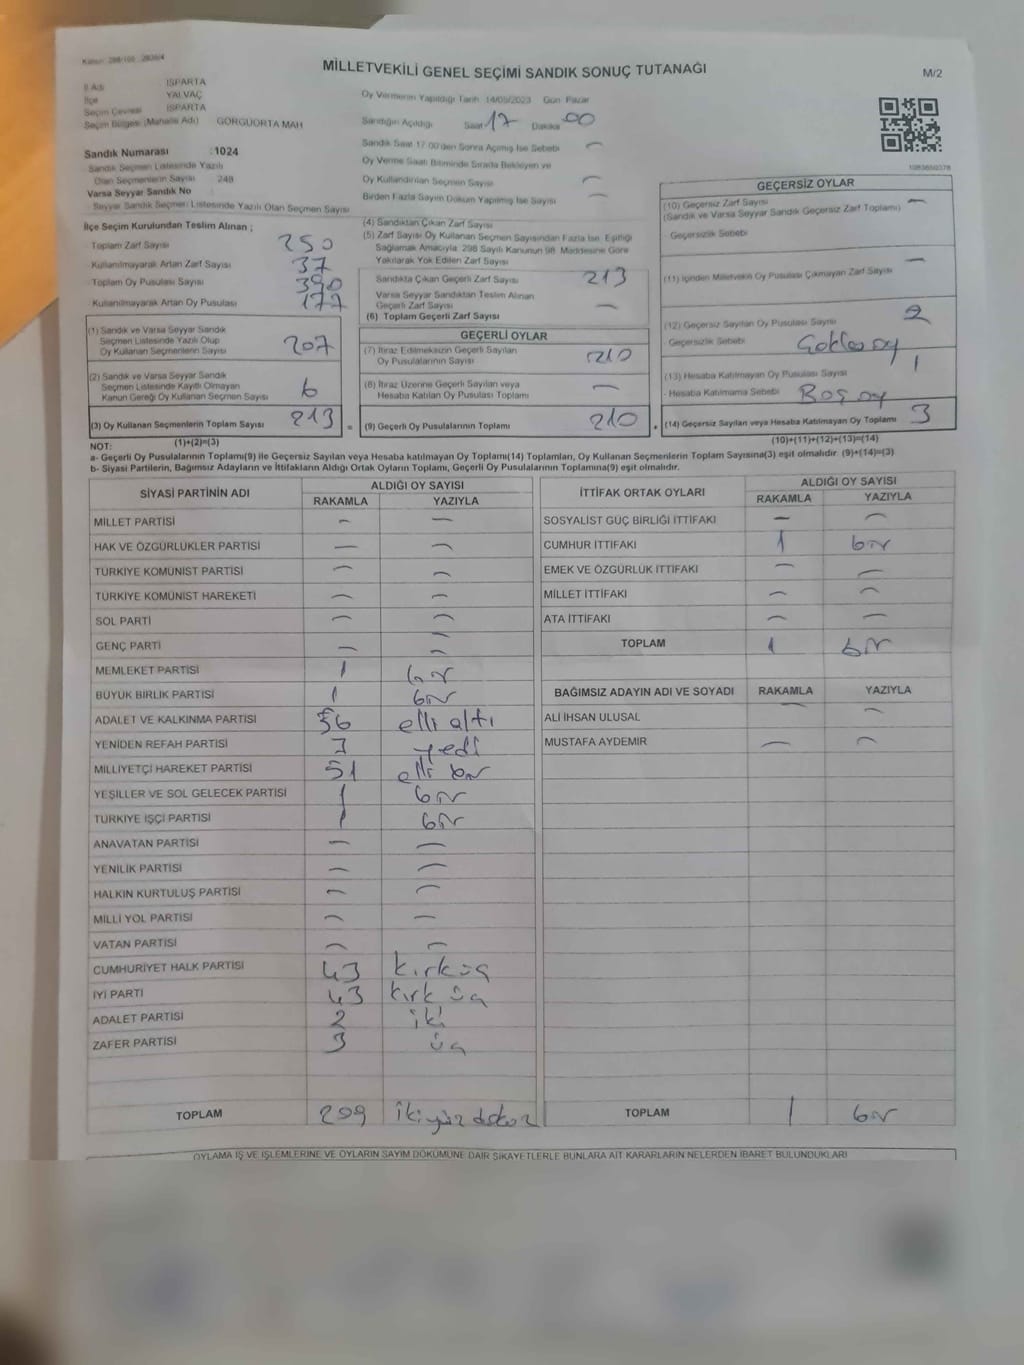 Kanun: 298/105 2839/4
MİLLETVEKİLİ GENEL SEÇİMİ SANDIK SONUÇ TUTANAĞI
M/2
İl Adı ISPARTA
İlçe YALVAÇ
Seçim Çevresi ISPARTA
Seçim Bölgesi (Mahalle Adı) GÖRGÜORTA MAH
Oy Vermenin Yapıldığı Tarih 14/05/2023 Gün Pazar
Sandığın Açıldığı Saat 17 Dakika 00
Sandık Numarası :1024
Sandık Seçmen Listesinde Yazılı
Olan Seçmenlerin Sayısı 248
Varsa Seyyar Sandık No
Seyyar Sandık Seçmen Listesinde Yazılı Olan Seçmen Sayısı
Sandık Saat 17:00'den Sonra Açılmış İse Sebebi —
Oy Verme Saati Bitiminde Sırada Bekleyen ve
Oy Kullandırılan Seçmen Sayısı —
Birden Fazla Sayım Döküm Yapılmış İse Sayısı —
İlçe Seçim Kurulundan Teslim Alınan ;
Toplam Zarf Sayısı 250
Kullanılmayarak Artan Zarf Sayısı 37
Toplam Oy Pusulası Sayısı 390
Kullanılmayarak Artan Oy Pusulası 177
(4) Sandıktan Çıkan Zarf Sayısı
(5) Zarf Sayısı Oy Kullanan Seçmen Sayısından Fazla İse, Eşitliği
Sağlamak Amacıyla 298 Sayılı Kanunun 98. Maddesine Göre
Yakılarak Yok Edilen Zarf Sayısı
Sandıkta Çıkan Geçerli Zarf Sayısı 213
Varsa Seyyar Sandıktan Teslim Alınan
Geçerli Zarf Sayısı —
(6) Toplam Geçerli Zarf Sayısı
GEÇERSİZ OYLAR
(10) Geçersiz Zarf Sayısı —
(Sandık ve Varsa Seyyar Sandık Geçersiz Zarf Toplamı)
Geçersizlik Sebebi
(11) İçinden Milletvekili Oy Pusulası Çıkmayan Zarf Sayısı —
(12) Geçersiz Sayılan Oy Pusulası Sayısı 2
Geçersizlik Sebebi Çoklu oy
(13) Hesaba Katılmayan Oy Pusulası Sayısı 1
Hesaba Katılmama Sebebi Boş oy
(14) Geçersiz Sayılan veya Hesaba Katılmayan Oy Toplamı 3
(10)+(11)+(12)+(13)=(14)
(1) Sandık ve Varsa Seyyar Sandık
Seçmen Listesinde Yazılı Olup
Oy Kullanan Seçmenlerin Sayısı 207
(2) Sandık ve Varsa Seyyar Sandık
Seçmen Listesinde Kayıtlı Olmayan
Kanun Gereği Oy Kullanan Seçmen Sayısı 6
(3) Oy Kullanan Seçmenlerin Toplam Sayısı 213 =
(1)+(2)=(3)
GEÇERLİ OYLAR
(7) İtiraz Edilmeksizin Geçerli Sayılan
Oy Pusulalarının Sayısı 210
(8) İtiraz Üzerine Geçerli Sayılan veya
Hesaba Katılan Oy Pusulası Toplamı —
(9) Geçerli Oy Pusulalarının Toplamı 210 +
NOT:
a- Geçerli Oy Pusulaları Toplamı(9) ile Geçersiz Sayılan veya Hesaba Katılmayan Oy Toplamı(14) Toplamları, Oy Kullanan Seçmenlerin Toplam Sayısına(3) eşit olmalıdır. (9)+(14)=(3)
b- Siyasi Partilerin, Bağımsız Adayların ve İttifakların Aldığı Ortak Oyların Toplamı, Geçerli Oy Pusulalarının Toplamına(9) eşit olmalıdır.
SİYASİ PARTİNİN ADI ALDIĞI OY SAYISI
RAKAMLA YAZIYLA
MİLLET PARTİSİ — —
HAK VE ÖZGÜRLÜKLER PARTİSİ — —
TÜRKİYE KOMÜNİST PARTİSİ — —
TÜRKİYE KOMÜNİST HAREKETİ — —
SOL PARTİ — —
GENÇ PARTİ — —
MEMLEKET PARTİSİ 1 bir
BÜYÜK BİRLİK PARTİSİ 1 bir
ADALET VE KALKINMA PARTİSİ 56 elli altı
YENİDEN REFAH PARTİSİ 7 yedi
MİLLİYETÇİ HAREKET PARTİSİ 51 elli bir
YEŞİLLER VE SOL GELECEK PARTİSİ 1 bir
TÜRKİYE İŞÇİ PARTİSİ 1 bir
ANAVATAN PARTİSİ — —
YENİLİK PARTİSİ — —
HALKIN KURTULUŞ PARTİSİ — —
MİLLİ YOL PARTİSİ — —
VATAN PARTİSİ — —
CUMHURİYET HALK PARTİSİ 43 kırk üç
İYİ PARTİ 43 kırk üç
ADALET PARTİSİ 2 iki
ZAFER PARTİSİ 3 üç
TOPLAM 209 ikiyüz dokuz
İTTİFAK ORTAK OYLARI ALDIĞI OY SAYISI
RAKAMLA YAZIYLA
SOSYALİST GÜÇ BİRLİĞİ İTTİFAKI — —
CUMHUR İTTİFAKI 1 bir
EMEK VE ÖZGÜRLÜK İTTİFAKI — —
MİLLET İTTİFAKI — —
ATA İTTİFAKI — —
TOPLAM 1 bir
BAĞIMSIZ ADAYIN ADI VE SOYADI RAKAMLA YAZIYLA
ALİ İHSAN ULUSAL — —
MUSTAFA AYDEMİR — —
TOPLAM 1 bir
OYLAMA İŞ VE İŞLEMLERİNE VE OYLARIN SAYIM DÖKÜMÜNE DAİR ŞİKAYETLERLE BUNLARA AİT KARARLARIN NELERDEN İBARET BULUNDUKLARI